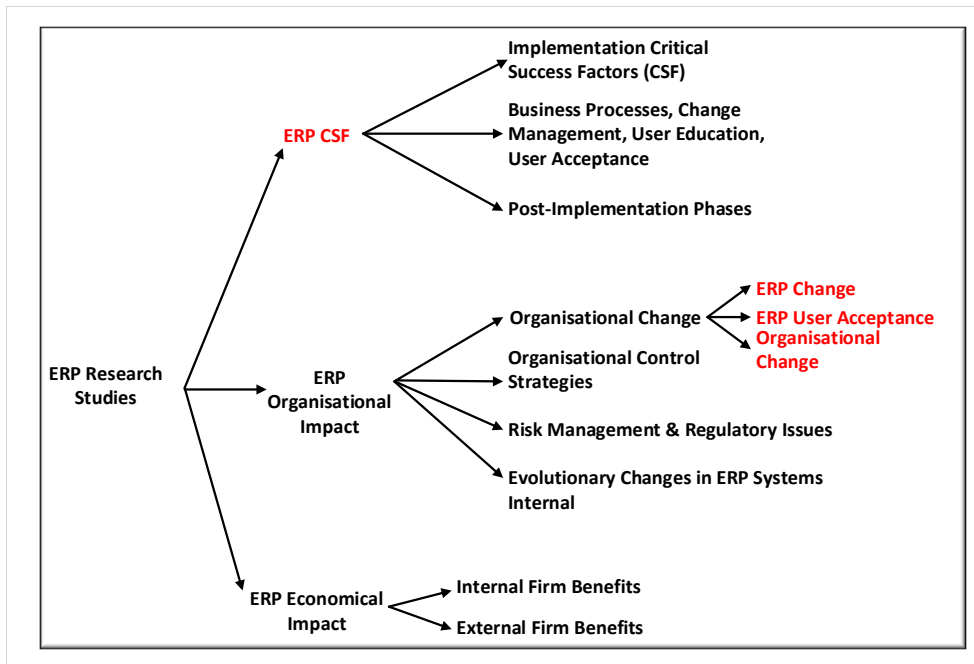 Implementation Critical
Success Factors (CSF)
ERP CSF
Business Processes, Change
Management, User Education,
User Acceptance
Post-Implementation Phases
ERP Research
Studies
ERP
Organisational
Impact
Organisational Change
ERP Change
ERP User Acceptance
Organisational
Change
Organisational Control
Strategies
Risk Management & Regulatory Issues
Evolutionary Changes in ERP Systems
Internal
ERP Economical
Impact
Internal Firm Benefits
External Firm Benefits